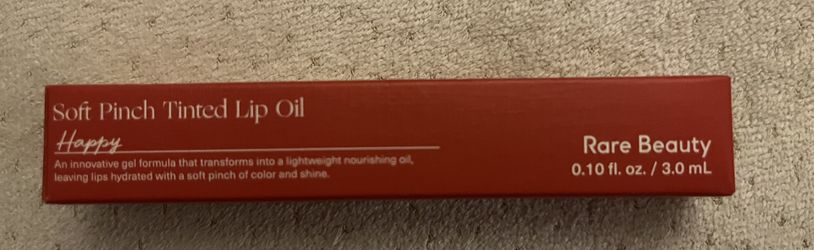 Soft Pinch Tinted Lip Oil
Happy
An innovative gel formula that transforms into a lightweight nourishing oil,
leaving lips hydrated with a soft pinch of color and shine.
Rare Beauty
0.10 fl. oz. / 3.0 mL